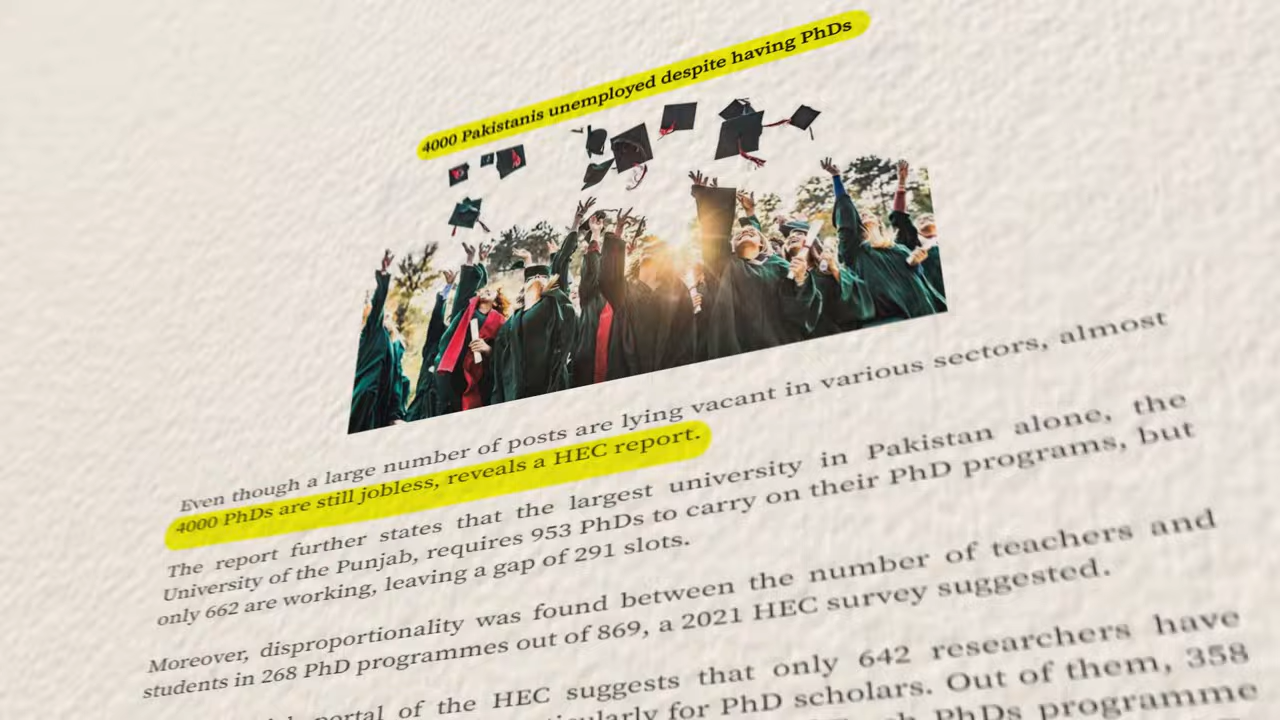 4000 Pakistanis unemployed despite having PhDs
Even though a large number of posts are lying vacant in various sectors, almost
4000 PhDs are still jobless, reveals a HEC report.
The report further states that the largest university in Pakistan alone, the
University of the Punjab, requires 953 PhDs to carry on their PhD programs, but
only 662 are working, leaving a gap of 291 slots.
Moreover, disproportionality was found between the number of teachers and
students in 268 PhD programmes out of 869, a 2021 HEC survey suggested.
portal of the HEC suggests that only 642 researchers have
for PhD scholars. Out of them, 358
PhDs programme